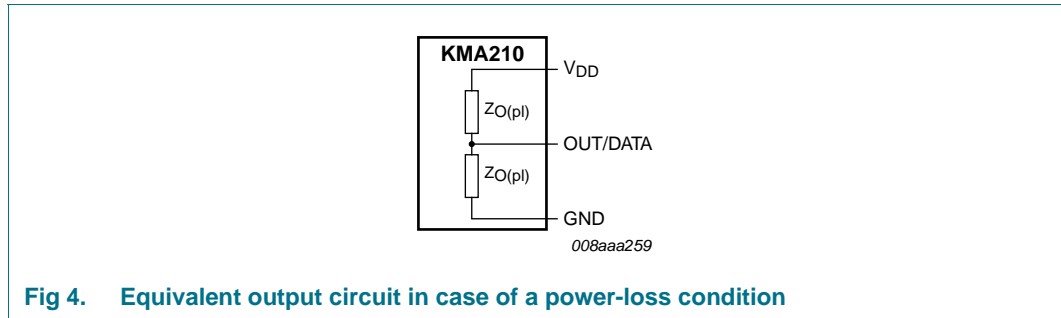 KMA210
VDD
ZO(pl)
OUT/DATA
ZO(pl)
GND
008aaa259
Fig 4. Equivalent output circuit in case of a power-loss condition